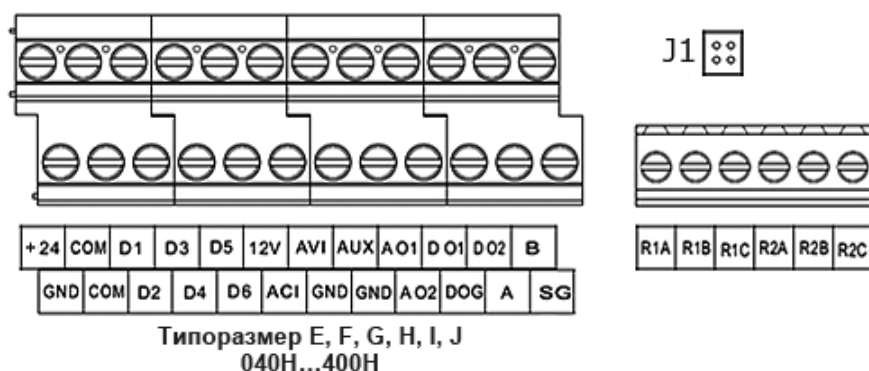 J1
+24 COM D1 D3 D5 12V AVI AUX AO1 DO1 DO2 B
R1A R1B R1C R2A R2B R2C
GND COM D2 D4 D6 ACI GND GND AO2 DOG A SG
Типоразмер E, F, G, H, I, J
040H...400H